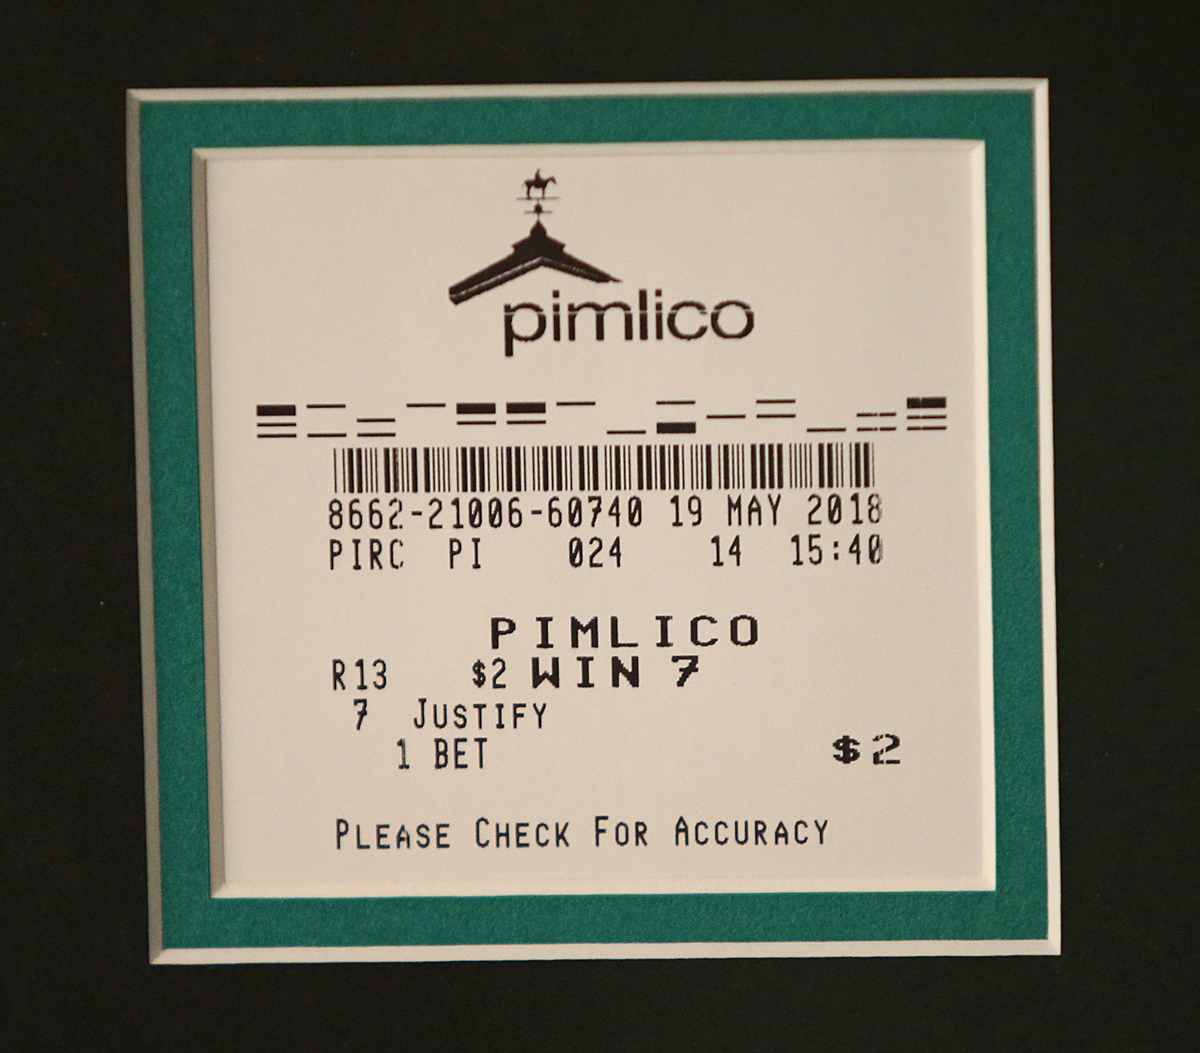 pimlico
8662-21006-60740 19 MAY 2018
PIRC PI 024 14 15:40
PIMLICO
R13 $2 WIN 7
7 JUSTIFY
1 BET $2
PLEASE CHECK FOR ACCURACY